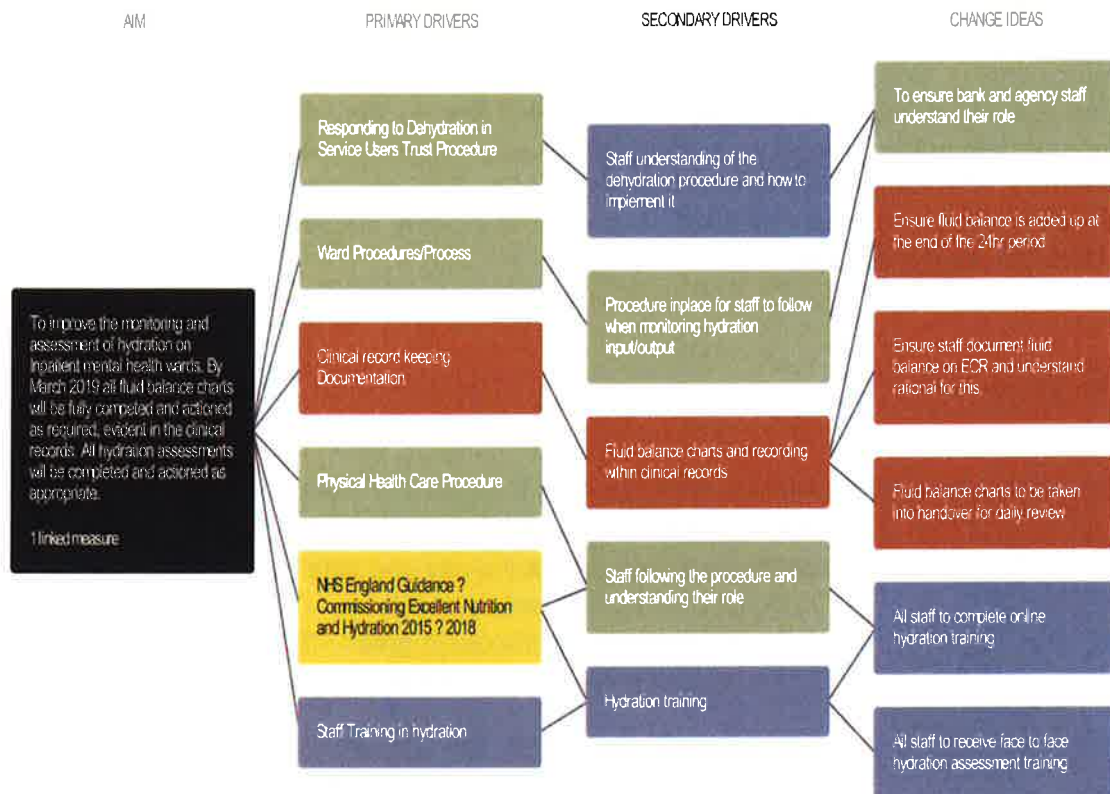 AIM
PRIMARY DRIVERS
SECONDARY DRIVERS
CHANGE IDEAS
To improve the monitoring and
assessment of hydration on
Inpatient mental health wards. By
March 2019 all fluid balance charts
will be fully competed and actioned
as required, evident in the clinical
records. All hydration assessments
will be completed and actioned as
appropriate.
1 linked measure
Responding to Dehydration in
Service Users Trust Procedure
Ward Procedures/Process
Clinical record keeping
Documentation.
Physical Health Care Procedure
NHS England Guidance ?
Commissioning Excellent Nutrition
and Hydration 2015 ? 2018
Staff Training in hydration
Staff understanding of the
dehydration procedure and how to
implement it
Procedure inplace for staff to follow
when monitoring hydration
input/output
Fluid balance charts and recording
within clinical records
Staff following the procedure and
understanding their role
Hydration training
To ensure bank and agency staff
understand their role
Ensure fluid balance is added up at
the end of the 24hr period
Ensure staff document fluid
balance on ECR and understand
rational for this.
Fluid balance charts to be taken
into handover for daily review
All staff to complete online
hydration training
All staff to receive face to face
hydration assessment training